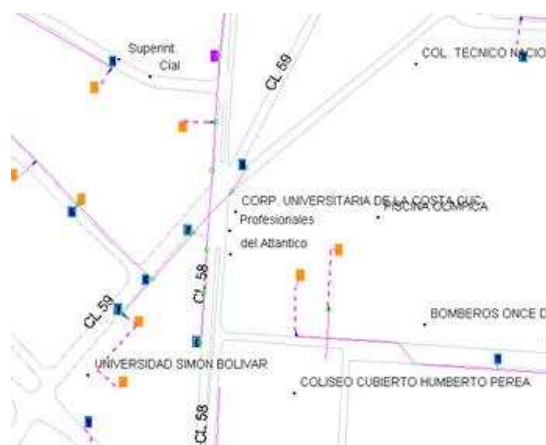 Superint.
Cial
CL 59
COL. TECNICO NACIO
CORP. UNIVERSITARIA DE LA COSTA CUC
PISCINA OLIMPICA
Profesionales
del Atlantico
CL 58
CL 59
BOMBEROS ONCE D
UNIVERSIDAD SIMON BOLIVAR
COLISEO CUBIERTO HUMBERTO PEREA
CL 58